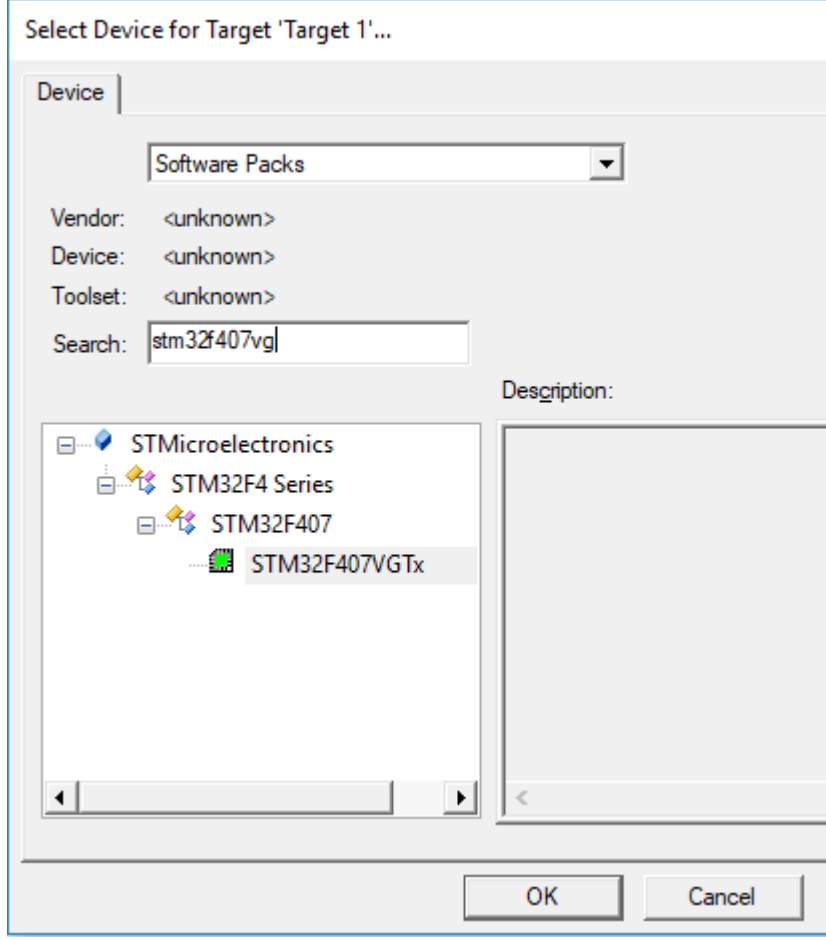 Select Device for Target 'Target 1'...
Device
Software Packs
Vendor: <unknown>
Device: <unknown>
Toolset: <unknown>
Search: stm32f407vg
Description:
STMicroelectronics
STM32F4 Series
STM32F407
STM32F407VGTx
OK Cancel